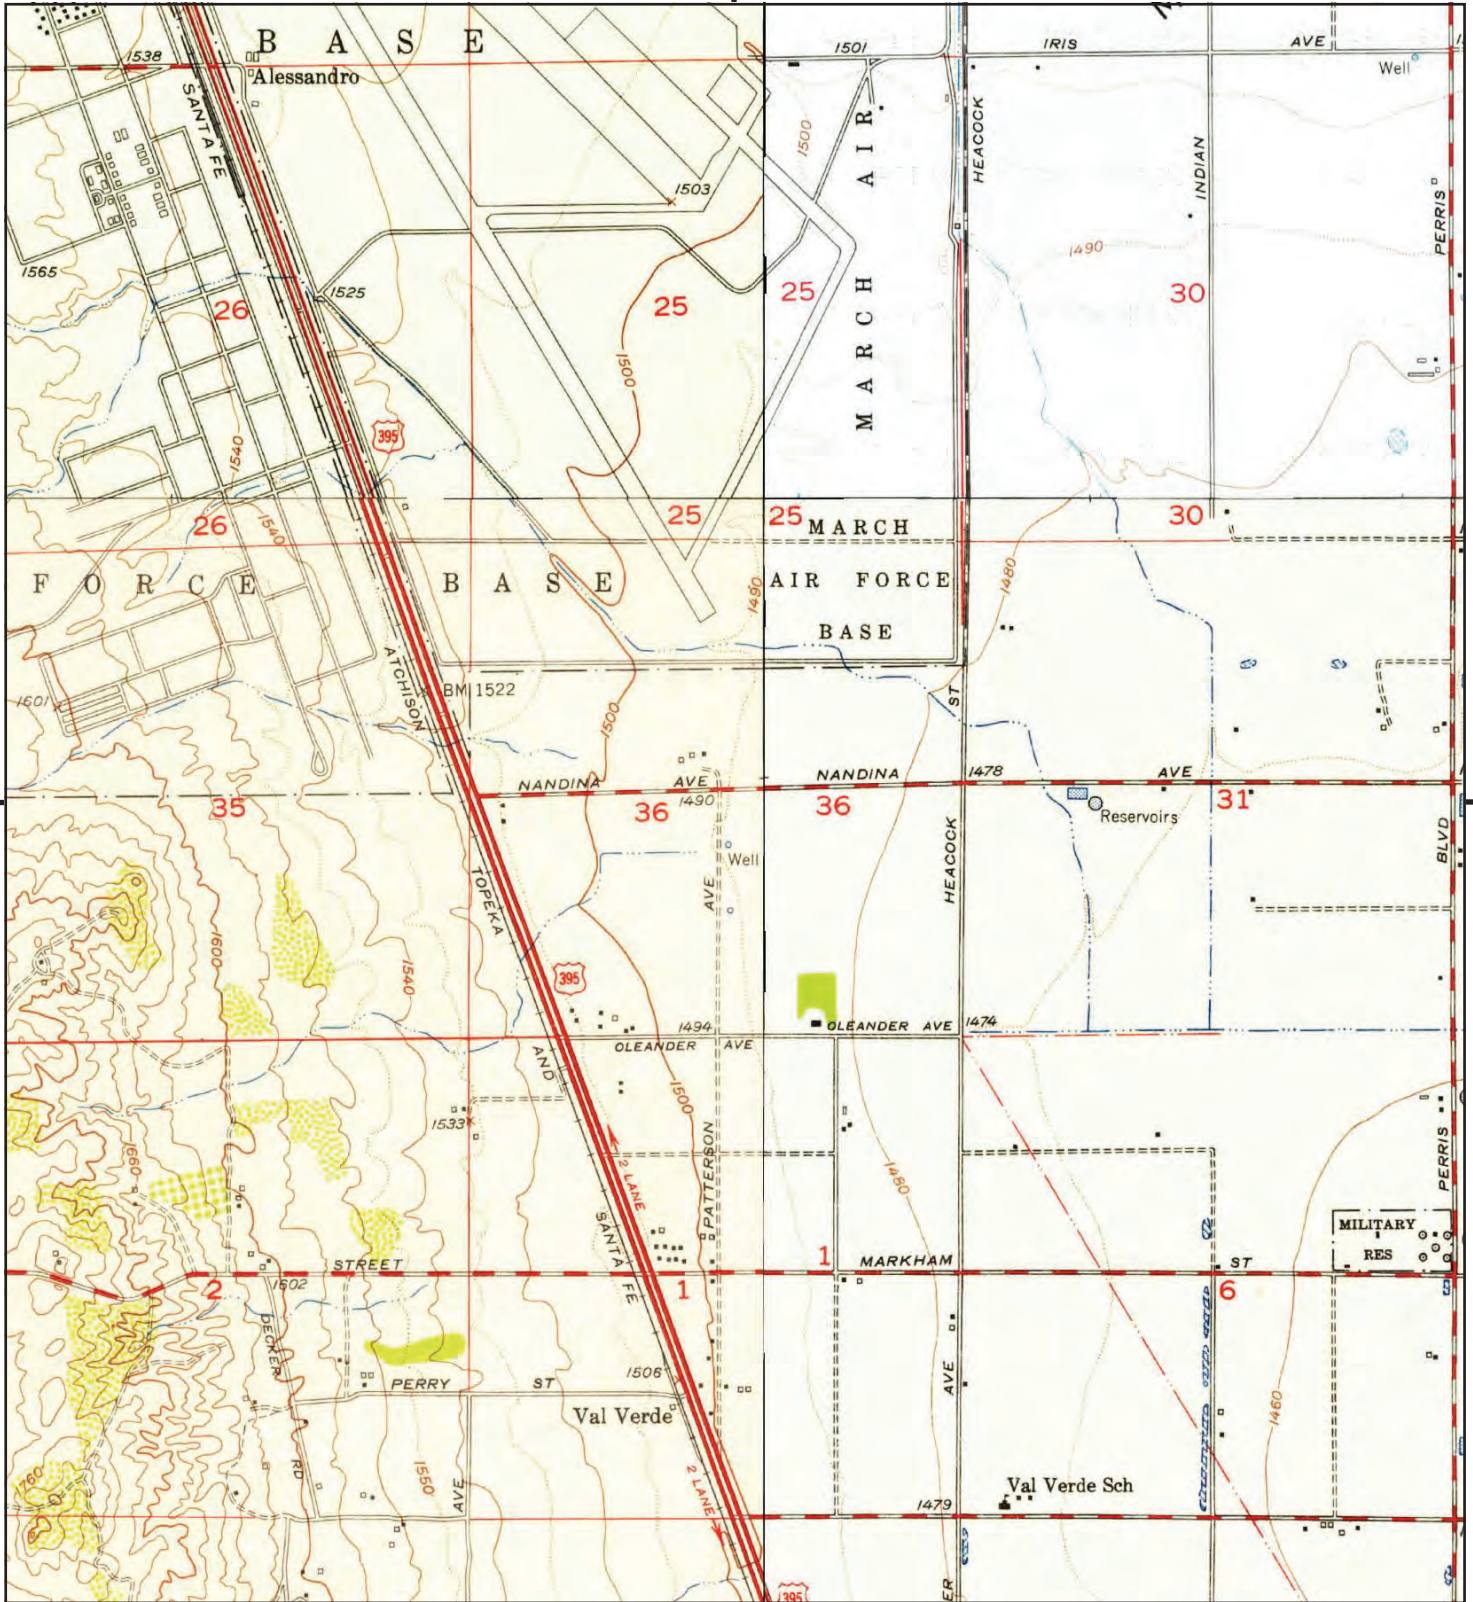 B A S E
1538
Alessandro
1501
IRIS AVE
Well
SANTA FE
1565
1525
1503
1500
26
25
25
30
1500
1490
MARCH AIR
HEACOCK
INDIAN
PERRIS
395
1540
26
1540
25
25
30
MARCH
AIR FORCE
BASE
F O R C E B A S E
1490
1480
ATCHISON
1601
BM 1522
1500
ST
NANDINA AVE
1490
NANDINA
1478
AVE
35
36
36
31
Reservoirs
Well
TOPEKA
AVE
HEACOCK
BLVD
1600
1540
395
1494
OLEANDER AVE
OLEANDER AVE
1474
AND
1533
1500
2 LANE
PATTERSON
1660
1480
PERRIS
SANTA FE
MILITARY
RES
STREET
1
MARKHAM
ST
2
1602
1
6
DECKER
RD
1506
PERRY ST
Val Verde
AVE
1460
1760
1550
AVE
2 LANE
Val Verde Sch
1479
395
ER